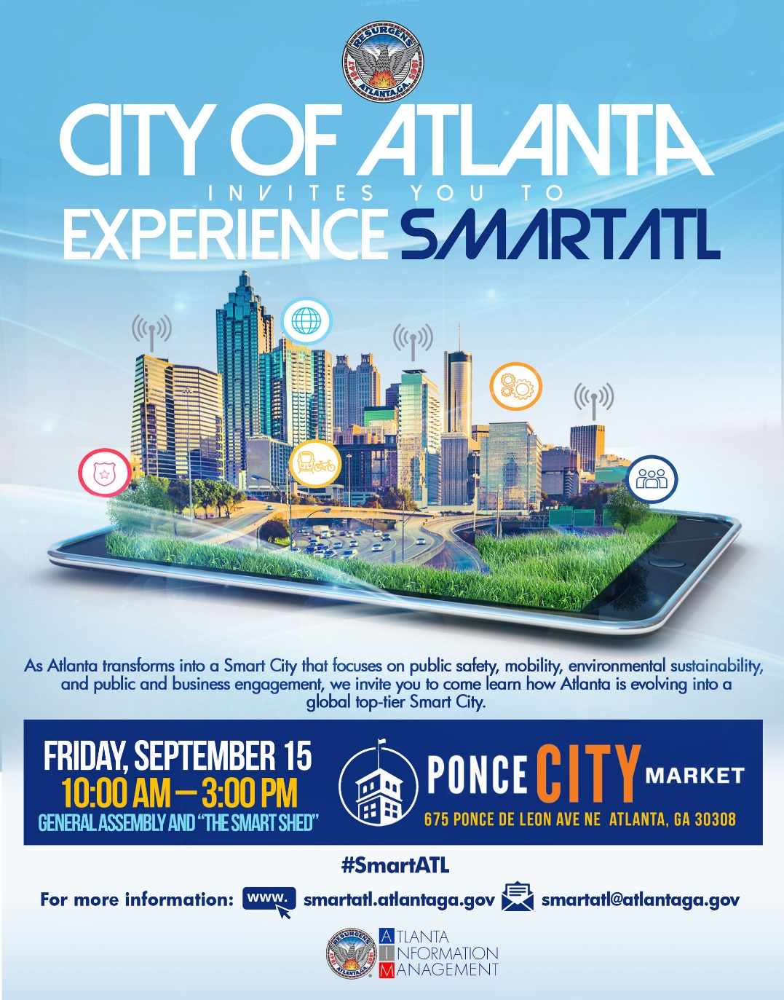 RESURGENS
1847 1865
ATLANTA, GA.
CITY OF ATLANTA
INVITES YOU TO
EXPERIENCE SMARTATL
As Atlanta transforms into a Smart City that focuses on public safety, mobility, environmental sustainability,
and public and business engagement, we invite you to come learn how Atlanta is evolving into a
global top-tier Smart City.
FRIDAY, SEPTEMBER 15
10:00 AM – 3:00 PM
GENERAL ASSEMBLY AND “THE SMART SHED”
PONCE CITY MARKET
675 PONCE DE LEON AVE NE ATLANTA, GA 30308
#SmartATL
For more information: www. smartatl.atlantaga.gov smartatl@atlantaga.gov
RESURGENS
1847 1865
ATLANTA, GA.
ATLANTA
INFORMATION
MANAGEMENT